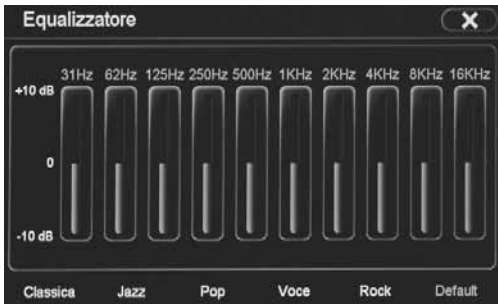 Equalizzatore
31Hz 62Hz 125Hz 250Hz 500Hz 1KHz 2KHz 4KHz 8KHz 16KHz
+10 dB
0
-10 dB
Classica Jazz Pop Voce Rock Default